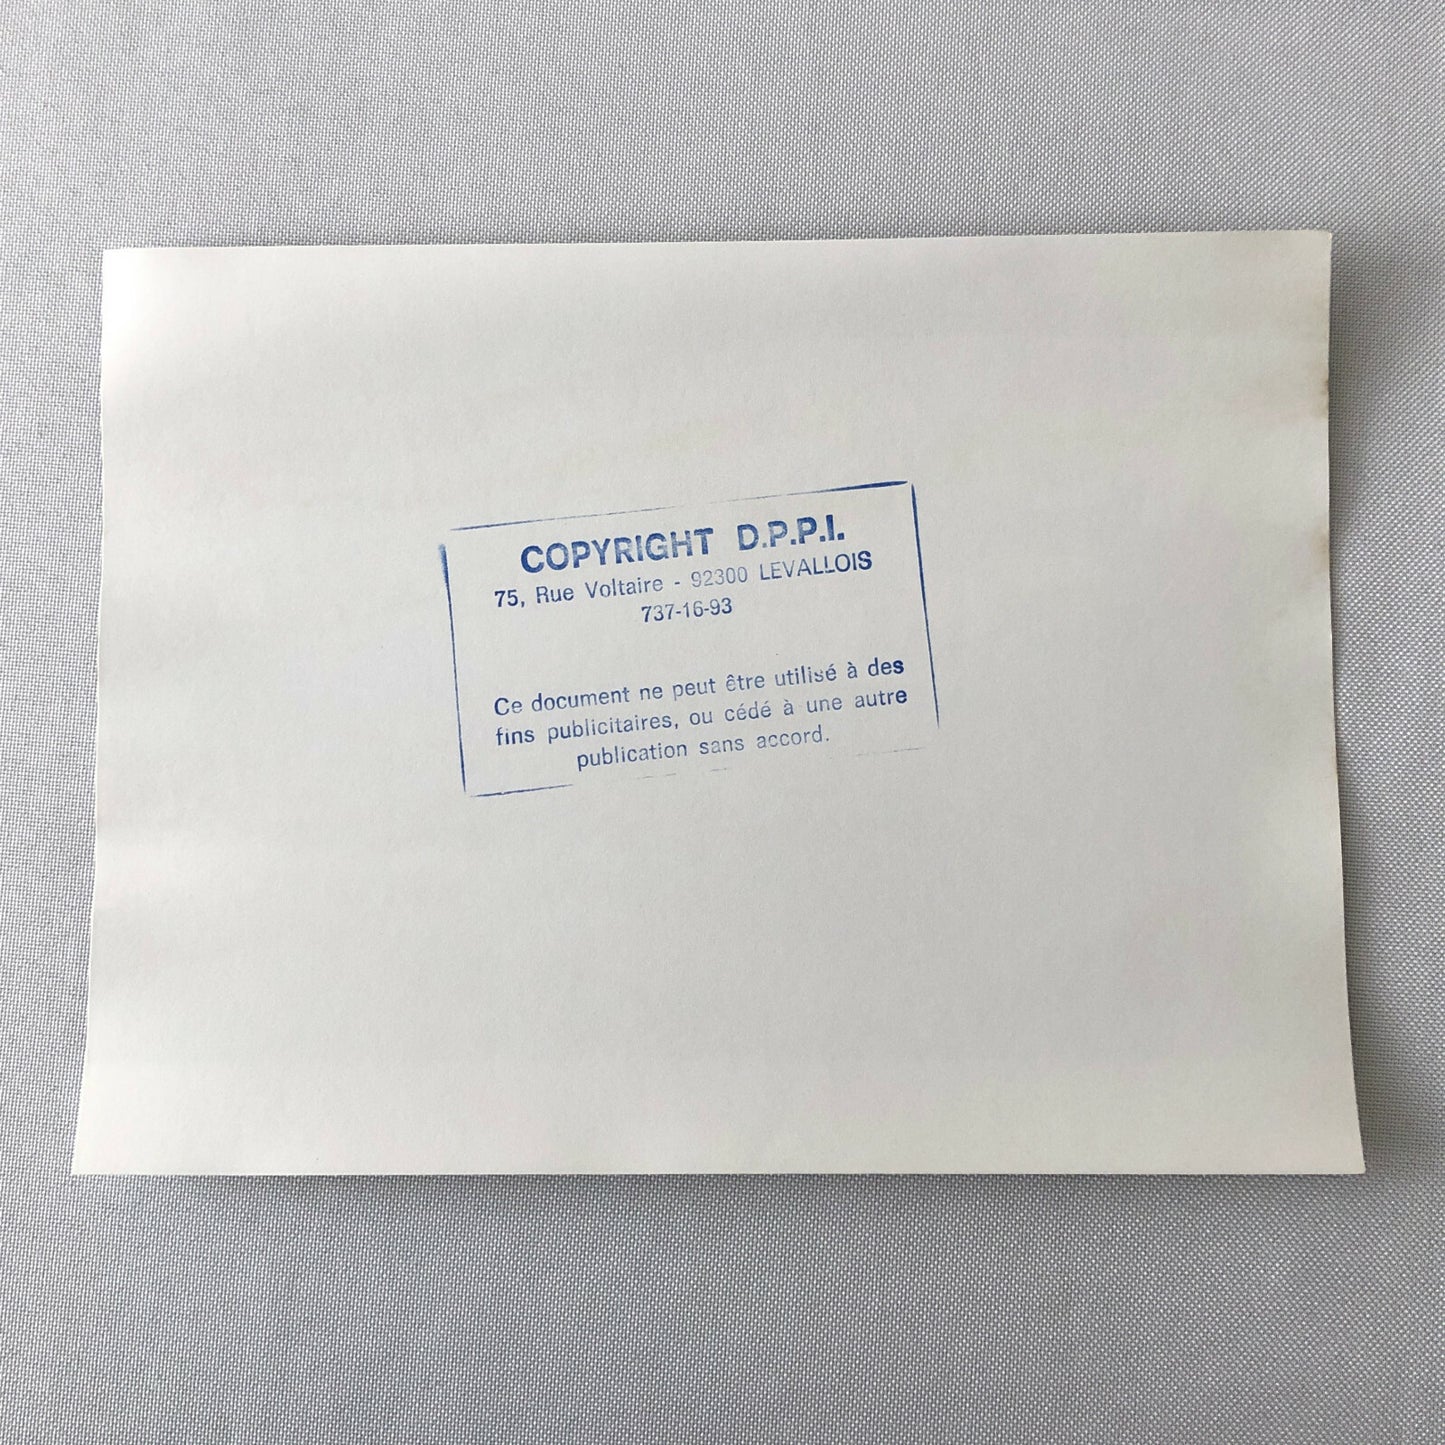 COPYRIGHT D.P.P.I.
75, Rue Voltaire - 92300 LEVALLOIS
737-16-93
Ce document ne peut être utilisé à des
fins publicitaires, ou cédé à une autre
publication sans accord.